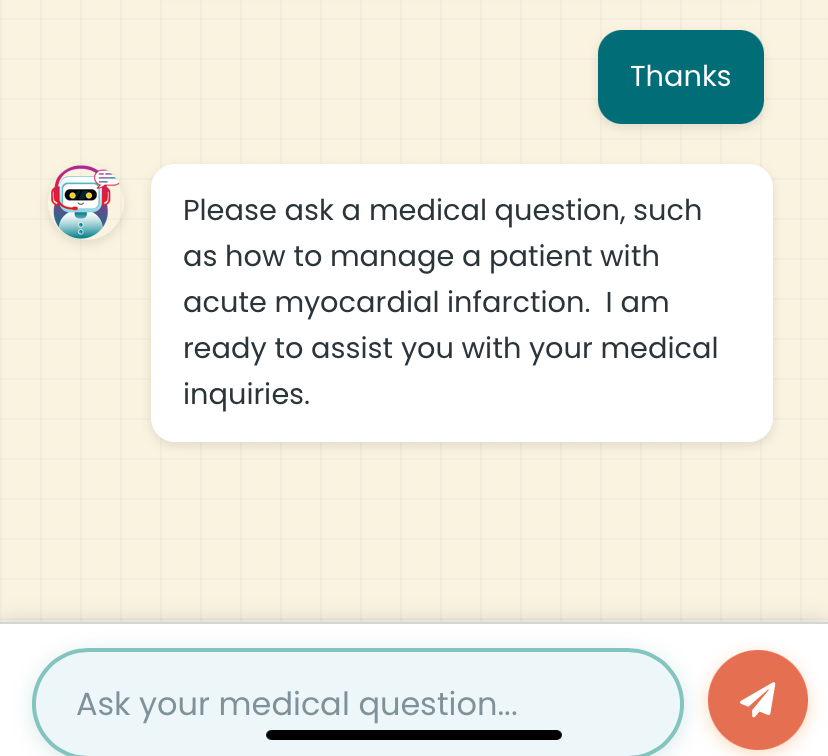 Thanks
Please ask a medical question, such
as how to manage a patient with
acute myocardial infarction.  I am
ready to assist you with your medical
inquiries.
Ask your medical question...